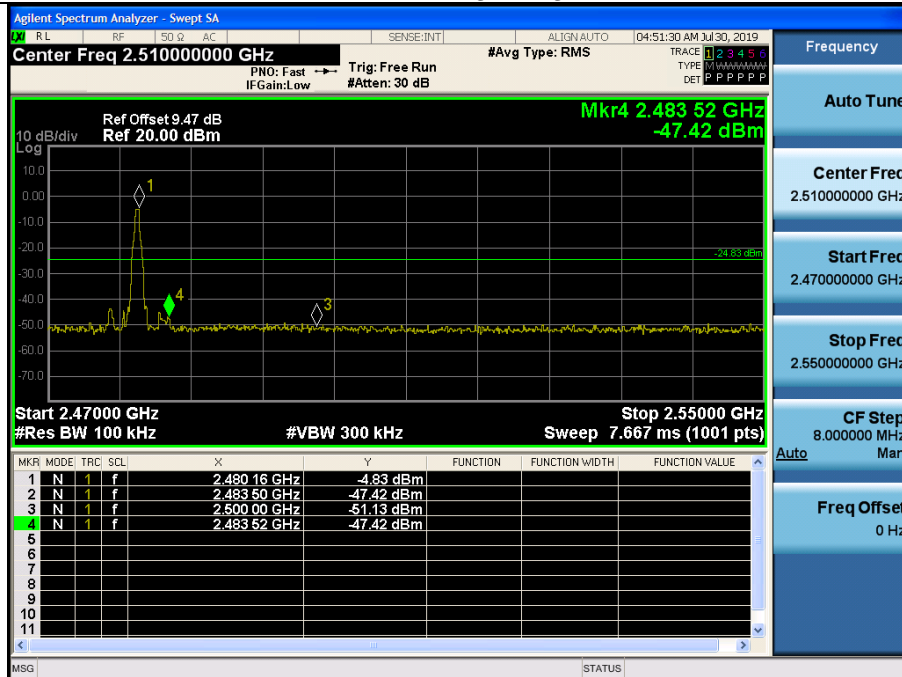 Agilent Spectrum Analyzer - Swept SA
LXI RL RF 50 Ω AC SENSE:INT ALIGN AUTO 04:51:30 AM Jul 30, 2019
Center Freq 2.510000000 GHz #Avg Type: RMS TRACE 1 2 3 4 5 6
PNO: Fast Trig: Free Run TYPE M W W W W W
IFGain:Low #Atten: 30 dB DET P P P P P P
Frequency
Auto Tune
Center Freq
2.510000000 GHz
Start Freq
2.470000000 GHz
Stop Freq
2.550000000 GHz
CF Step
8.000000 MHz
Auto Man
Freq Offset
0 Hz
Mkr4 2.483 52 GHz
-47.42 dBm
Ref Offset 9.47 dB
10 dB/div Ref 20.00 dBm
Log
10.0
0.00
-10.0
-20.0
-30.0
-40.0
-50.0
-60.0
-70.0
1
4
3
-24.83 dBm
Start 2.47000 GHz Stop 2.55000 GHz
#Res BW 100 kHz #VBW 300 kHz Sweep 7.667 ms (1001 pts)
MKR MODE TRC SCL X Y FUNCTION FUNCTION WIDTH FUNCTION VALUE
1 N 1 f 2.480 16 GHz -4.83 dBm
2 N 1 f 2.483 50 GHz -47.42 dBm
3 N 1 f 2.500 00 GHz -51.13 dBm
4 N 1 f 2.483 52 GHz -47.42 dBm
5
6
7
8
9
10
11
MSG STATUS